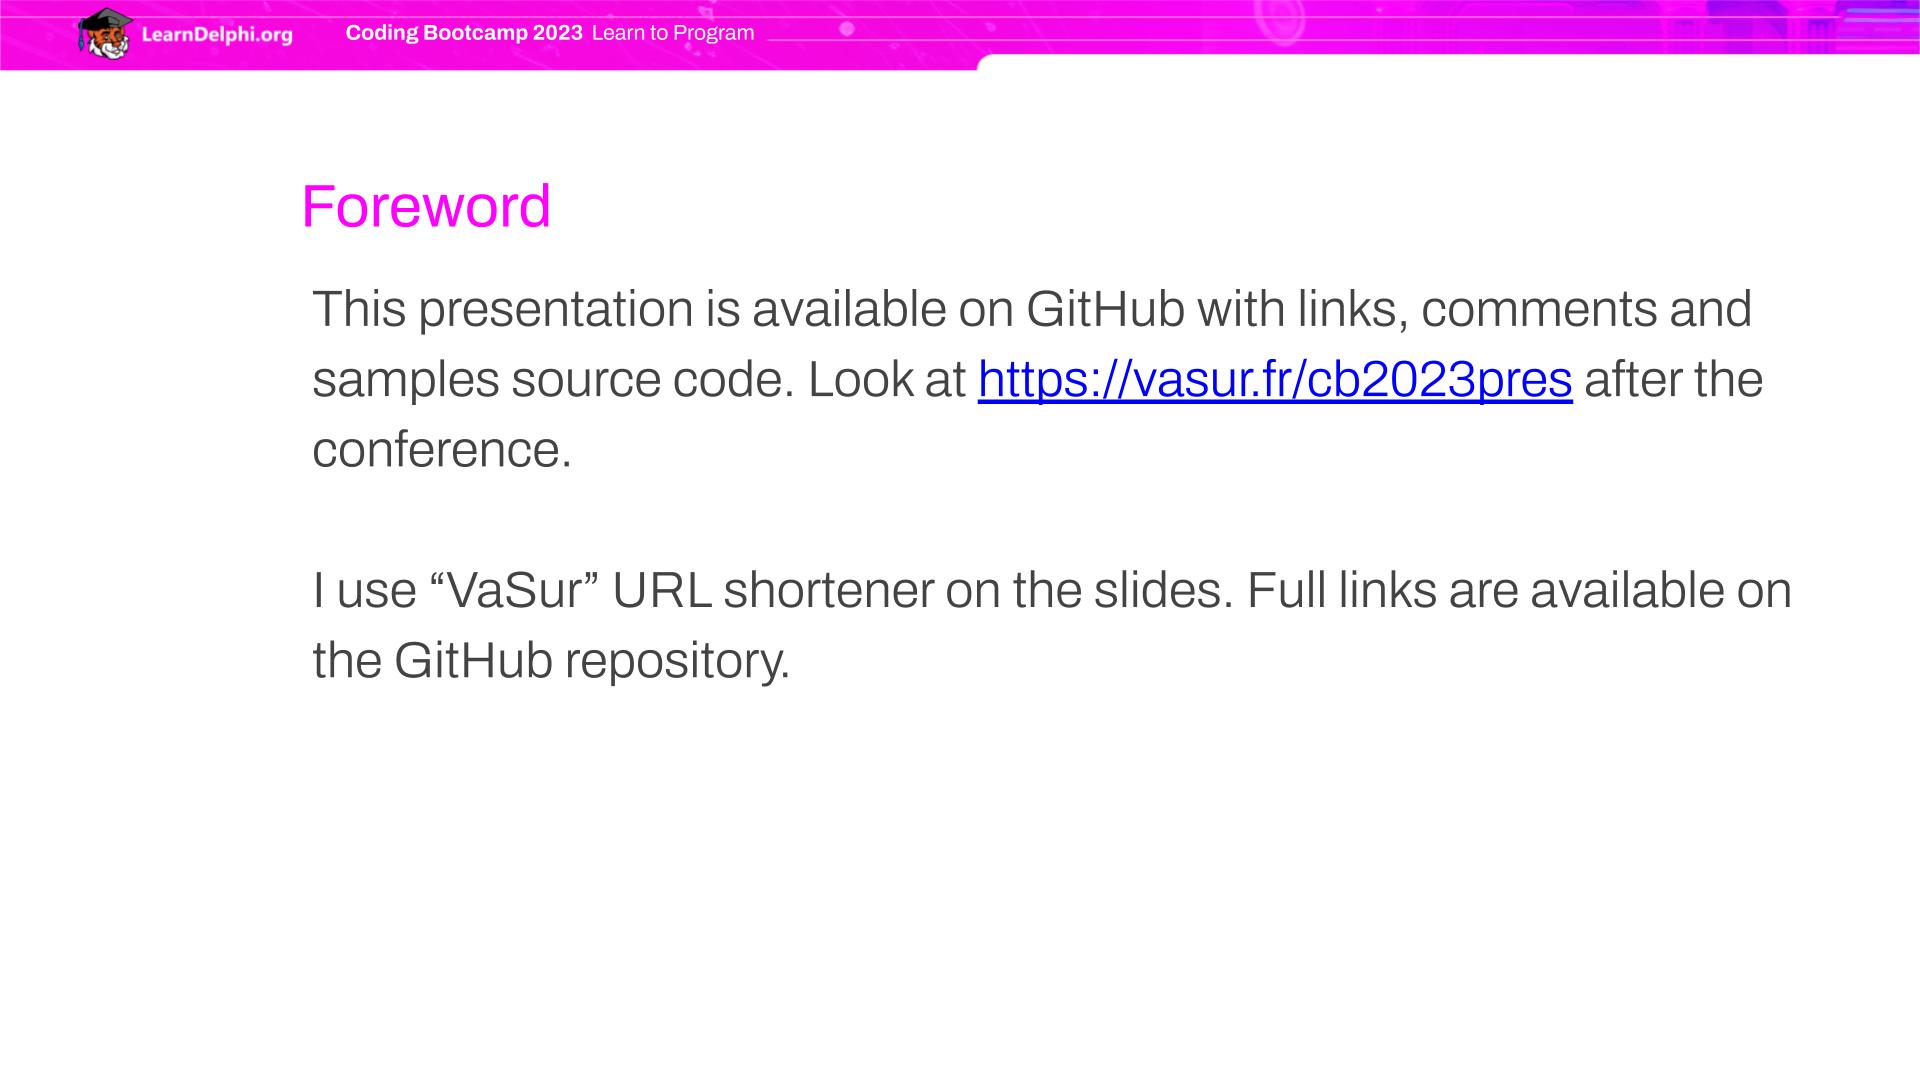 LearnDelphi.org
Coding Bootcamp 2023 Learn to Program
Foreword
This presentation is available on GitHub with links, comments and
samples source code. Look at https://vasur.fr/cb2023pres after the
conference.
I use “VaSur” URL shortener on the slides. Full links are available on
the GitHub repository.